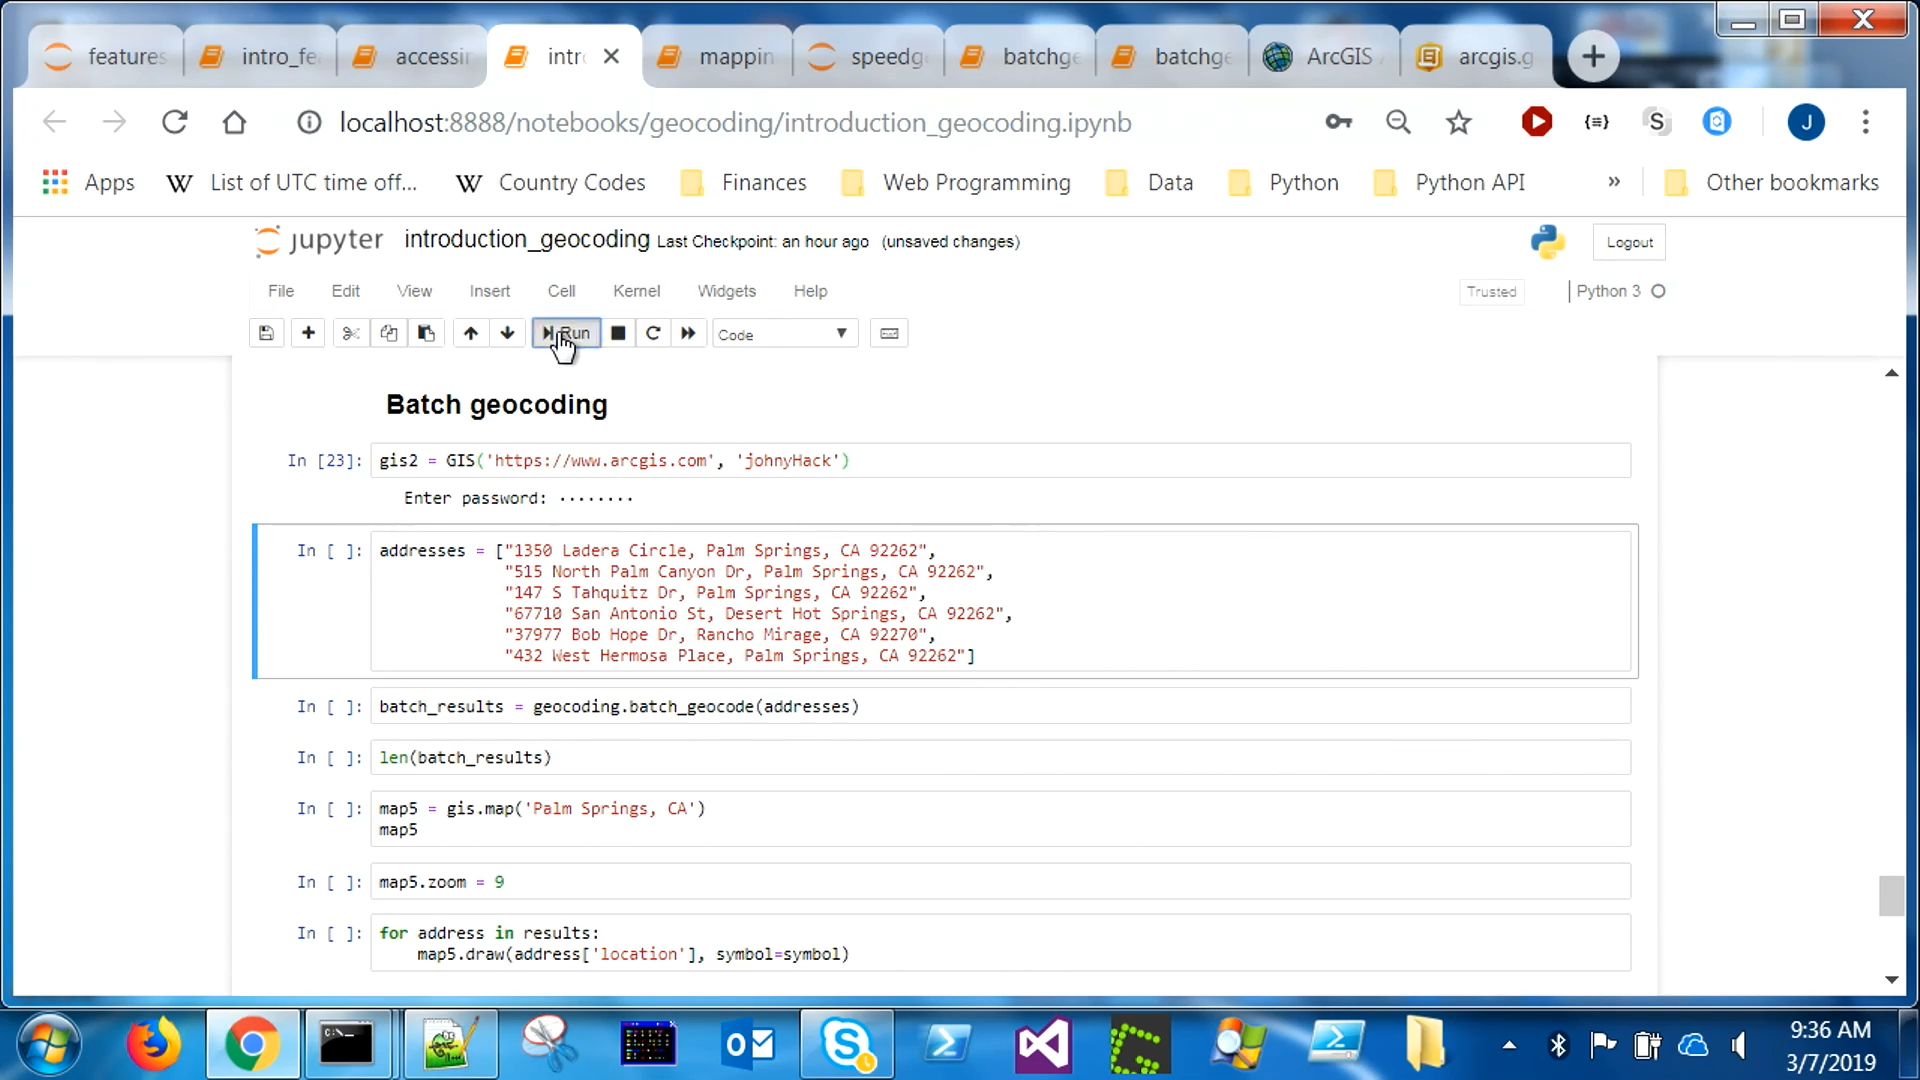 features
intro_fe
accessin
intro
mappin
speedg
batchge
batchge
ArcGIS
arcgis.g
localhost:8888/notebooks/geocoding/introduction_geocoding.ipynb
J
Apps
List of UTC time off...
Country Codes
Finances
Web Programming
Data
Python
Python API
»
Other bookmarks
jupyter introduction_geocoding Last Checkpoint: an hour ago (unsaved changes)
Logout
File Edit View Insert Cell Kernel Widgets Help
Trusted
Python 3
Run
Code
Batch geocoding
In [23]: gis2 = GIS('https://www.arcgis.com', 'johnyHack')
Enter password: ········
In [ ]: addresses = ["1350 Ladera Circle, Palm Springs, CA 92262",
"515 North Palm Canyon Dr, Palm Springs, CA 92262",
"147 S Tahquitz Dr, Palm Springs, CA 92262",
"67710 San Antonio St, Desert Hot Springs, CA 92262",
"37977 Bob Hope Dr, Rancho Mirage, CA 92270",
"432 West Hermosa Place, Palm Springs, CA 92262"]
In [ ]: batch_results = geocoding.batch_geocode(addresses)
In [ ]: len(batch_results)
In [ ]: map5 = gis.map('Palm Springs, CA')
map5
In [ ]: map5.zoom = 9
In [ ]: for address in results:
map5.draw(address['location'], symbol=symbol)
9:36 AM
3/7/2019